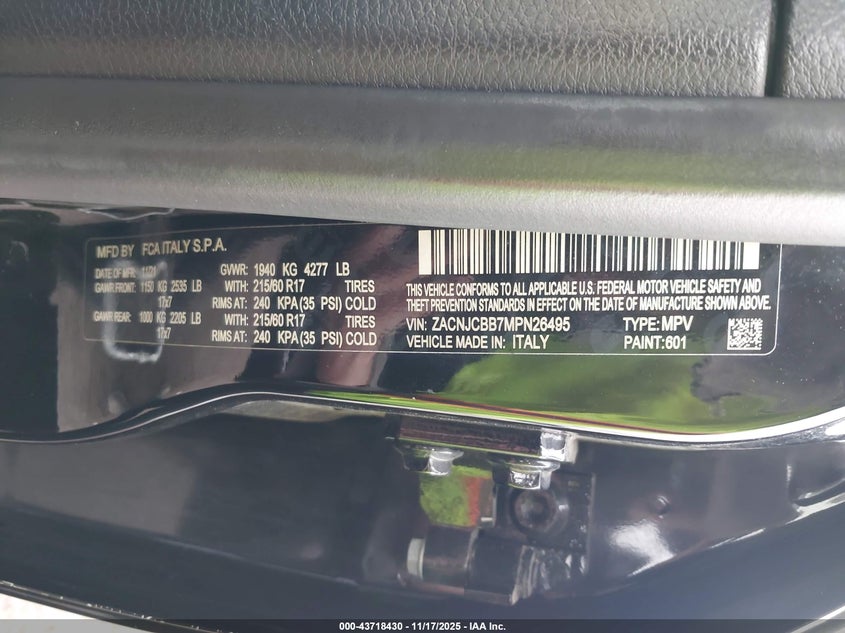 MFD BY FCA ITALY S.P.A.
DATE OF MFR. 11/21 GVWR: 1940 KG 4277 LB
GAWR FRONT: 1150 KG 2535 LB WITH: 215/60 R17 TIRES
17x7 RIMS AT: 240 KPA (35 PSI) COLD
GAWR REAR: 1000 KG 2205 LB WITH: 215/60 R17 TIRES
17x7 RIMS AT: 240 KPA (35 PSI) COLD
THIS VEHICLE CONFORMS TO ALL APPLICABLE U.S. FEDERAL MOTOR VEHICLE SAFETY AND
THEFT PREVENTION STANDARDS IN EFFECT ON THE DATE OF MANUFACTURE SHOWN ABOVE.
VIN: ZACNJCBB7MPN26495 TYPE: MPV
VEHICLE MADE IN: ITALY PAINT:601
000-43718430 - 11/17/2025 - IAA Inc.